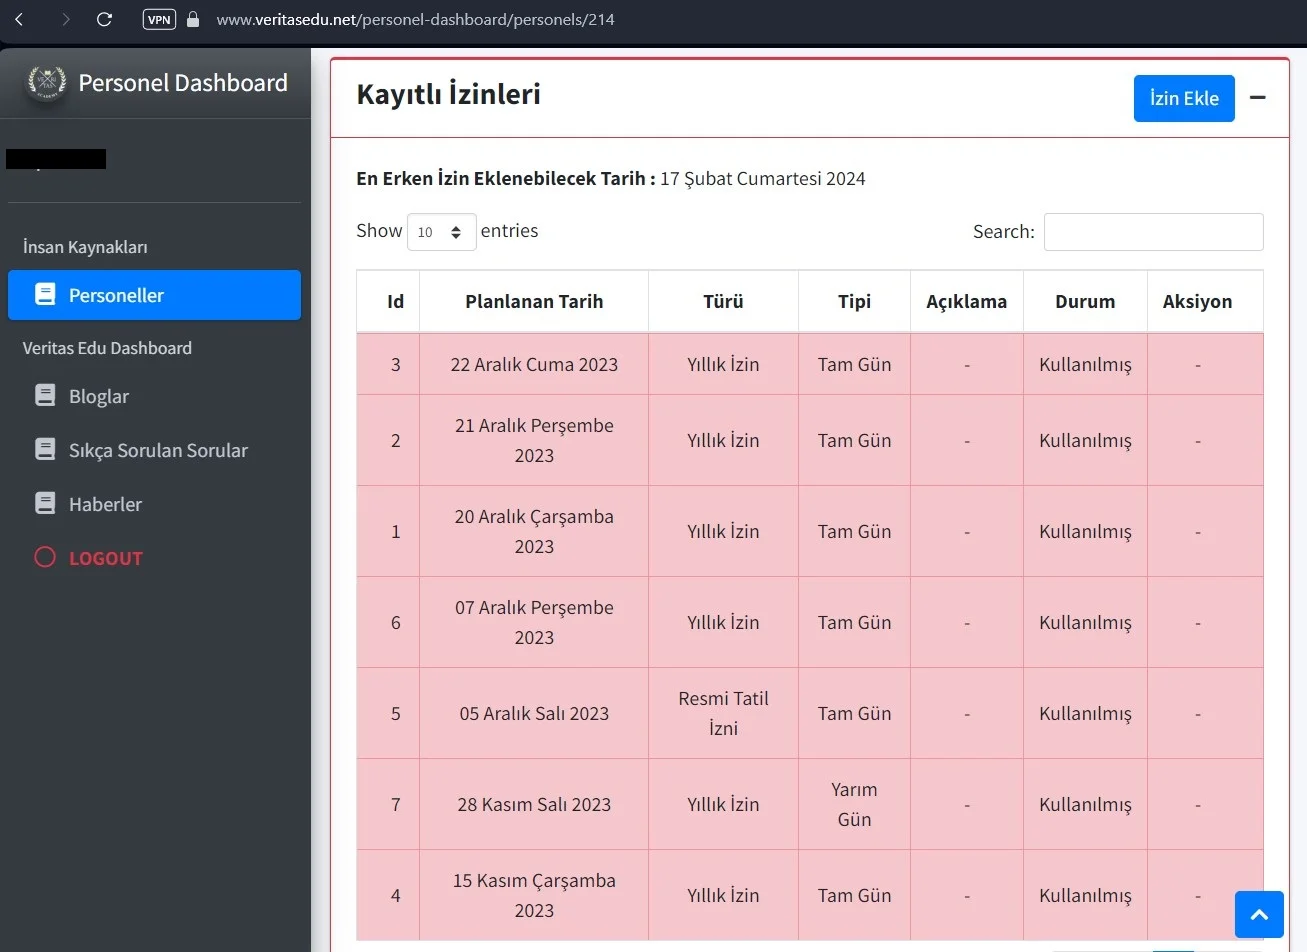 VPN
www.veritasedu.net/personel-dashboard/personels/214
Personel Dashboard
İnsan Kaynakları
Personeller
Veritas Edu Dashboard
Bloglar
Sıkça Sorulan Sorular
Haberler
LOGOUT
Kayıtlı İzinleri
İzin Ekle
En Erken İzin Eklenebilecek Tarih : 17 Şubat Cumartesi 2024
Show 10 entries
Search:
Id Planlanan Tarih Türü Tipi Açıklama Durum Aksiyon
3 22 Aralık Cuma 2023 Yıllık İzin Tam Gün - Kullanılmış -
2 21 Aralık Perşembe 2023 Yıllık İzin Tam Gün - Kullanılmış -
1 20 Aralık Çarşamba 2023 Yıllık İzin Tam Gün - Kullanılmış -
6 07 Aralık Perşembe 2023 Yıllık İzin Tam Gün - Kullanılmış -
5 05 Aralık Salı 2023 Resmi Tatil İzni Tam Gün - Kullanılmış -
7 28 Kasım Salı 2023 Yıllık İzin Yarım Gün - Kullanılmış -
4 15 Kasım Çarşamba 2023 Yıllık İzin Tam Gün - Kullanılmış -